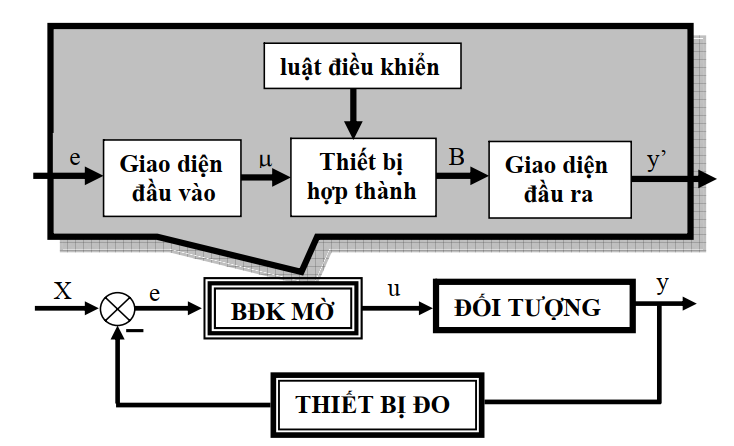 luật điều khiển
e
Giao diện
đầu vào
μ
Thiết bị
hợp thành
B
Giao diện
đầu ra
y’
X
e
BĐK MỜ
u
ĐỐI TƯỢNG
y
THIẾT BỊ ĐO